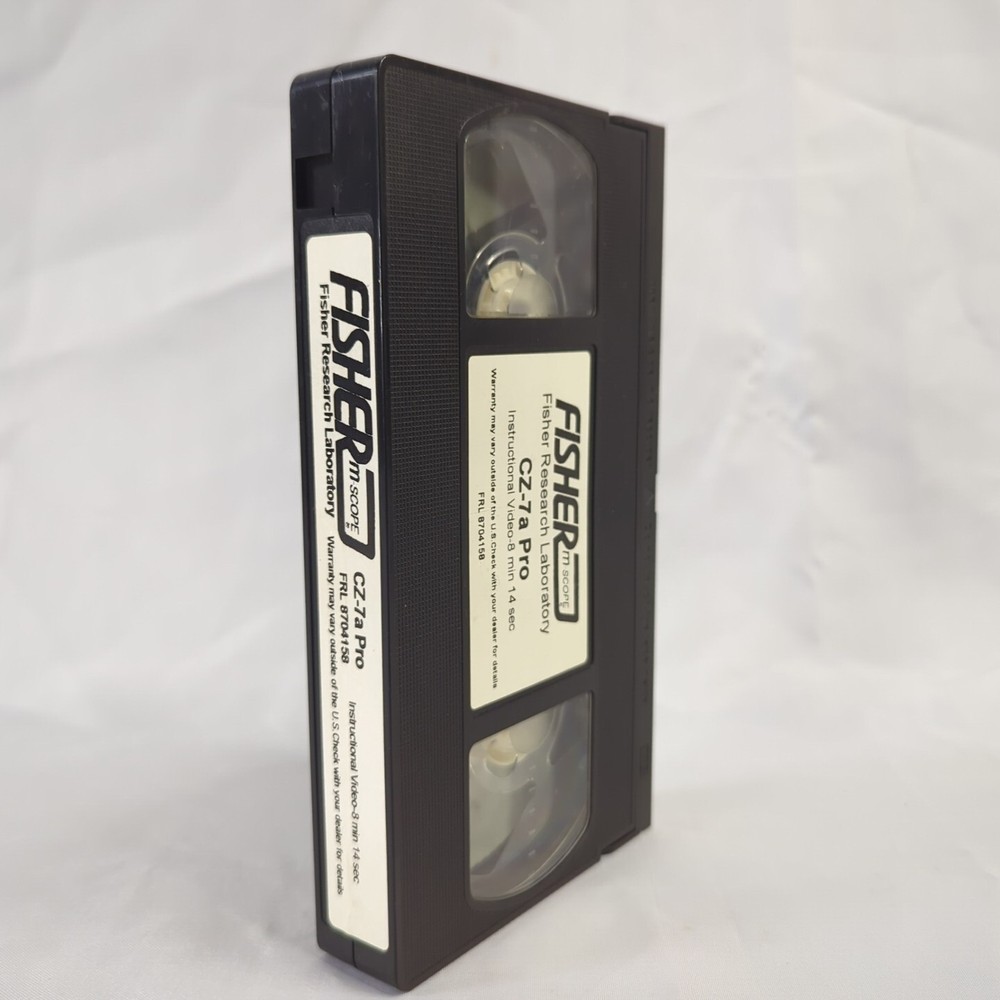 FISHER m SCOPE®
Fisher Research Laboratory
CZ-7a Pro
FRL 8704158
Instructional Video-8 min 14 sec
Warranty may vary outside of the U.S.Check with your dealer for details
FISHER m SCOPE®
Fisher Research Laboratory
CZ-7a Pro
Instructional Video-8 min 14 sec
Warranty may vary outside of the U.S.Check with your dealer for details
FRL 8704158